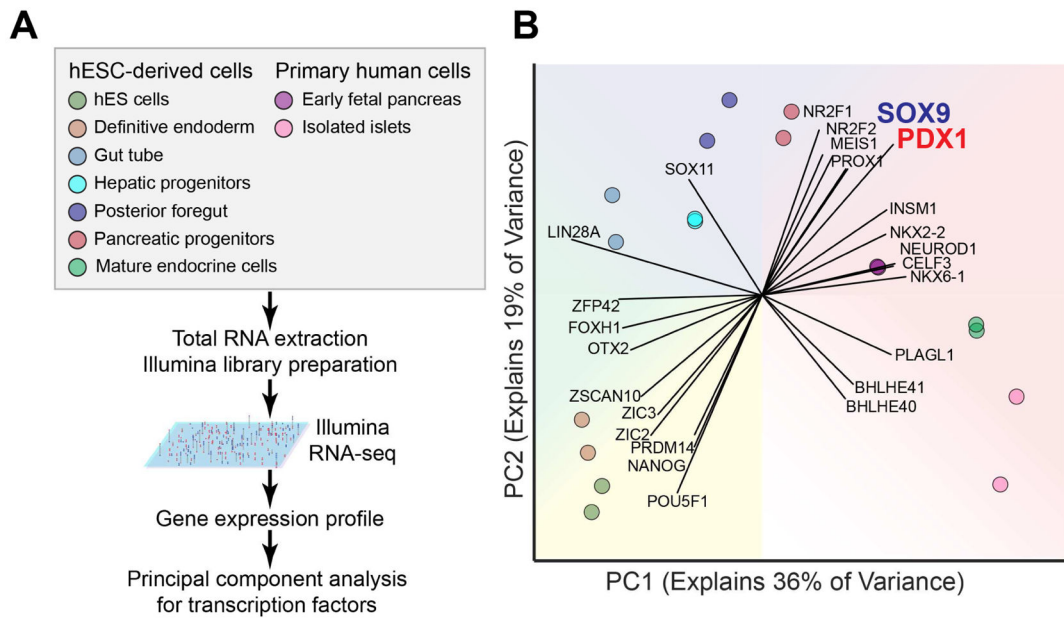 A
hESC-derived cells
hES cells
Definitive endoderm
Gut tube
Hepatic progenitors
Posterior foregut
Pancreatic progenitors
Mature endocrine cells
Primary human cells
Early fetal pancreas
Isolated islets
Total RNA extraction
Illumina library preparation
Illumina
RNA-seq
Gene expression profile
Principal component analysis
for transcription factors
B
PC2 (Explains 19% of Variance)
NR2F1
SOX9
NR2F2
PDX1
MEIS1
PROX1
SOX11
INSM1
LIN28A
NKX2-2
NEUROD1
CELF3
NKX6-1
ZFP42
FOXH1
OTX2
PLAGL1
ZSCAN10
BHLHE41
BHLHE40
ZIC3
ZIC2
PRDM14
NANOG
POU5F1
PC1 (Explains 36% of Variance)